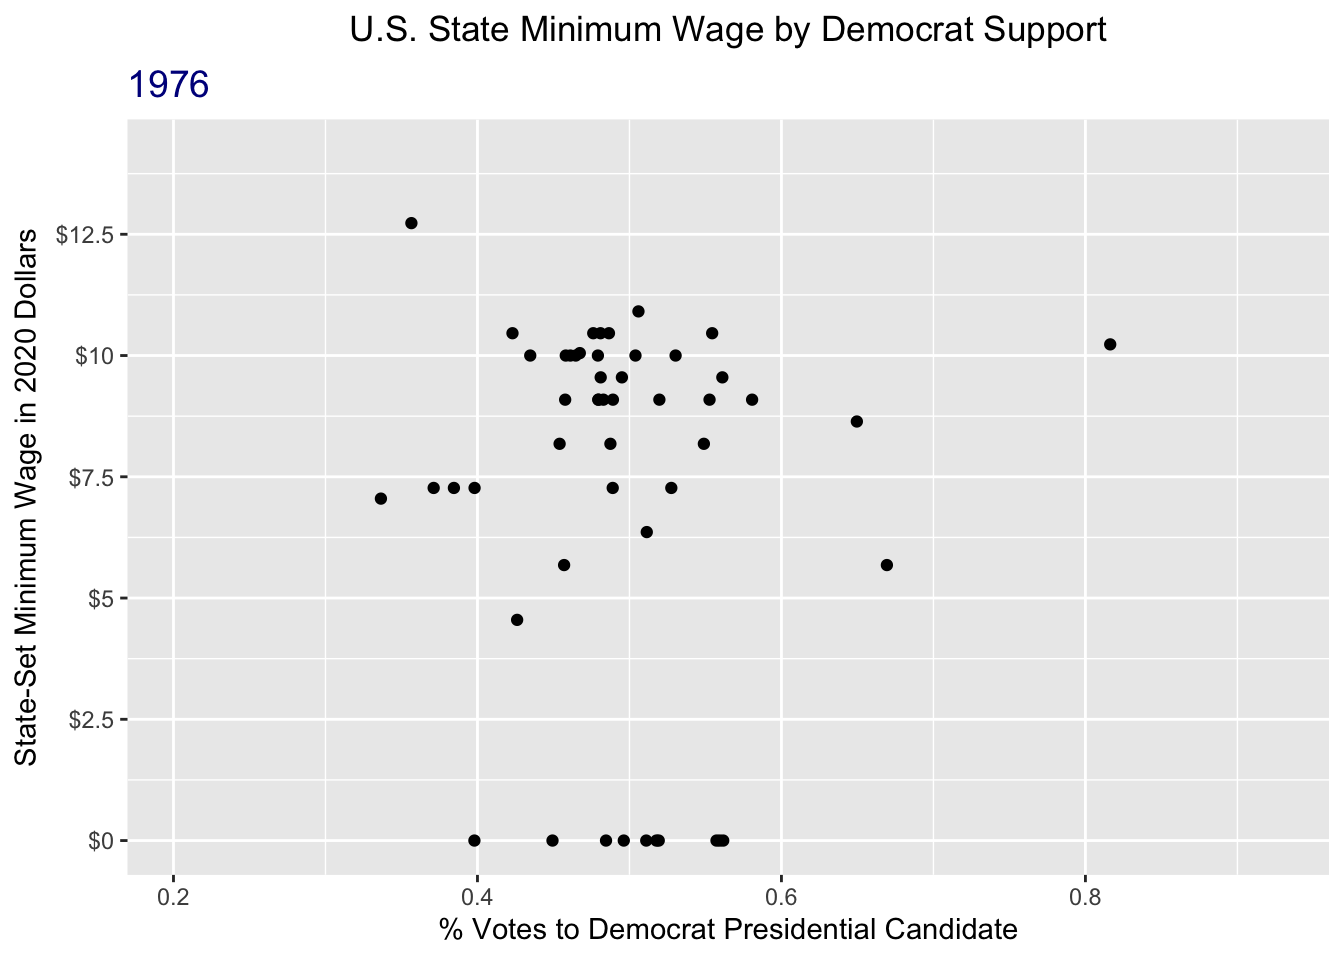 U.S. State Minimum Wage by Democrat Support
1976
State-Set Minimum Wage in 2020 Dollars
$12.5
$10
$7.5
$5
$2.5
$0
0.2 0.4 0.6 0.8
% Votes to Democrat Presidential Candidate